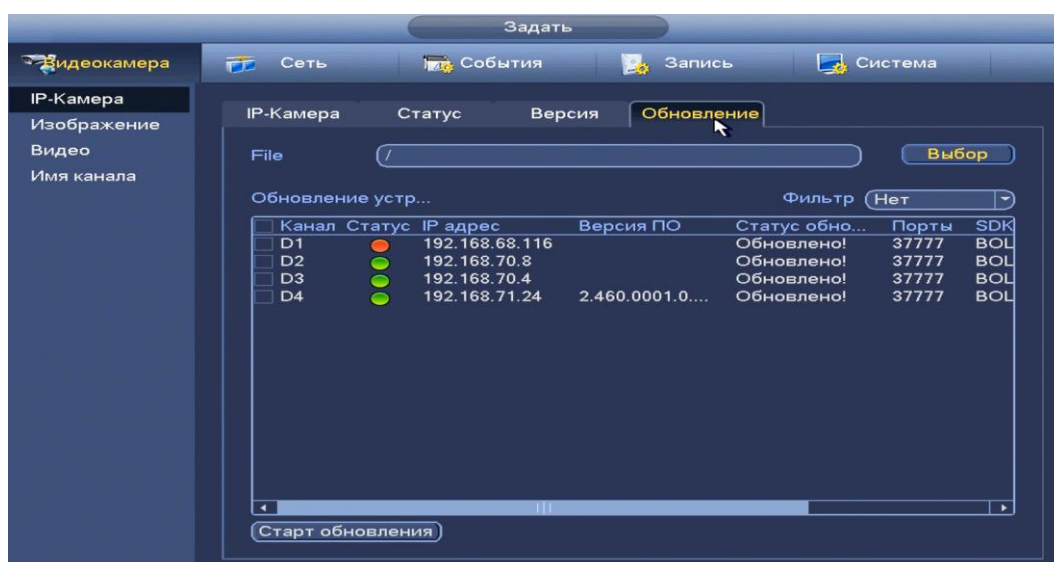 Задать
Видеокамера Сеть События Запись Система
IP-Камера
Изображение
Видео
Имя канала
IP-Камера Статус Версия Обновление
File / Выбор
Обновление устр... Фильтр Нет
Канал Статус IP адрес Версия ПО Статус обно... Порты SDK
D1 192.168.68.116 Обновлено! 37777 BOL
D2 192.168.70.8 Обновлено! 37777 BOL
D3 192.168.70.4 Обновлено! 37777 BOL
D4 192.168.71.24 2.460.0001.0.... Обновлено! 37777 BOL
Старт обновления